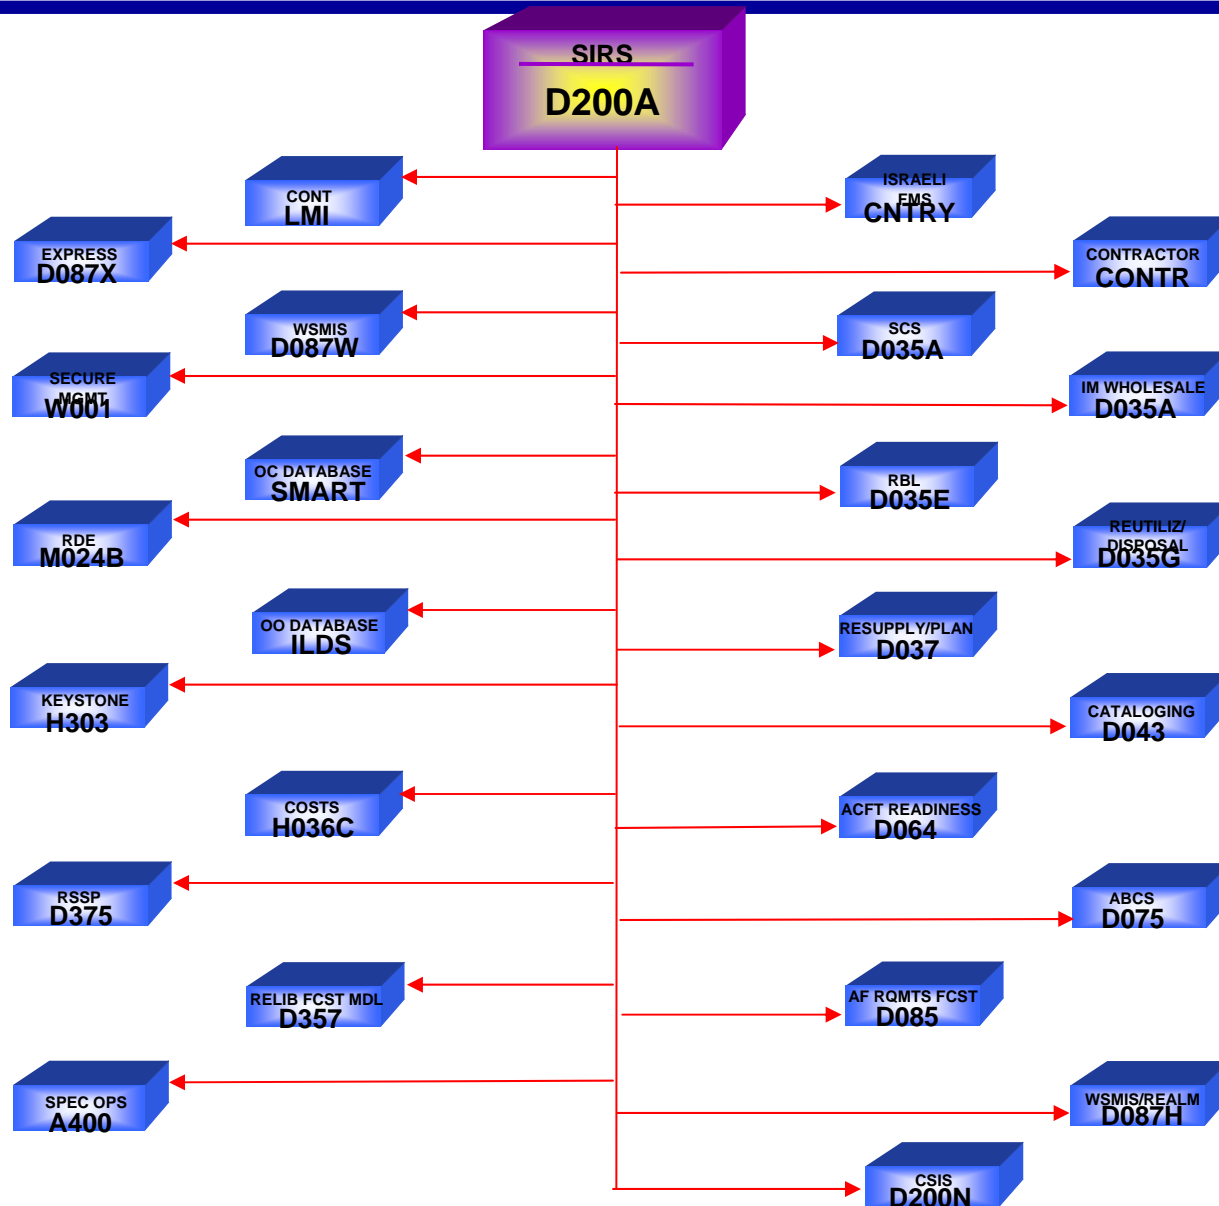 SIRS
D200A
CONT
LMI
ISRAELI
FMS
CNTRY
EXPRESS
D087X
CONTRACTOR
CONTR
WSMIS
D087W
SCS
D035A
SECURE
MGMT
W001
IM WHOLESALE
D035A
OC DATABASE
SMART
RBL
D035E
RDE
M024B
REUTILIZ/
DISPOSAL
D035G
OO DATABASE
ILDS
RESUPPLY/PLAN
D037
KEYSTONE
H303
CATALOGING
D043
COSTS
H036C
ACFT READINESS
D064
RSSP
D375
ABCS
D075
RELIB FCST MDL
D357
AF RQMTS FCST
D085
SPEC OPS
A400
WSMIS/REALM
D087H
CSIS
D200N